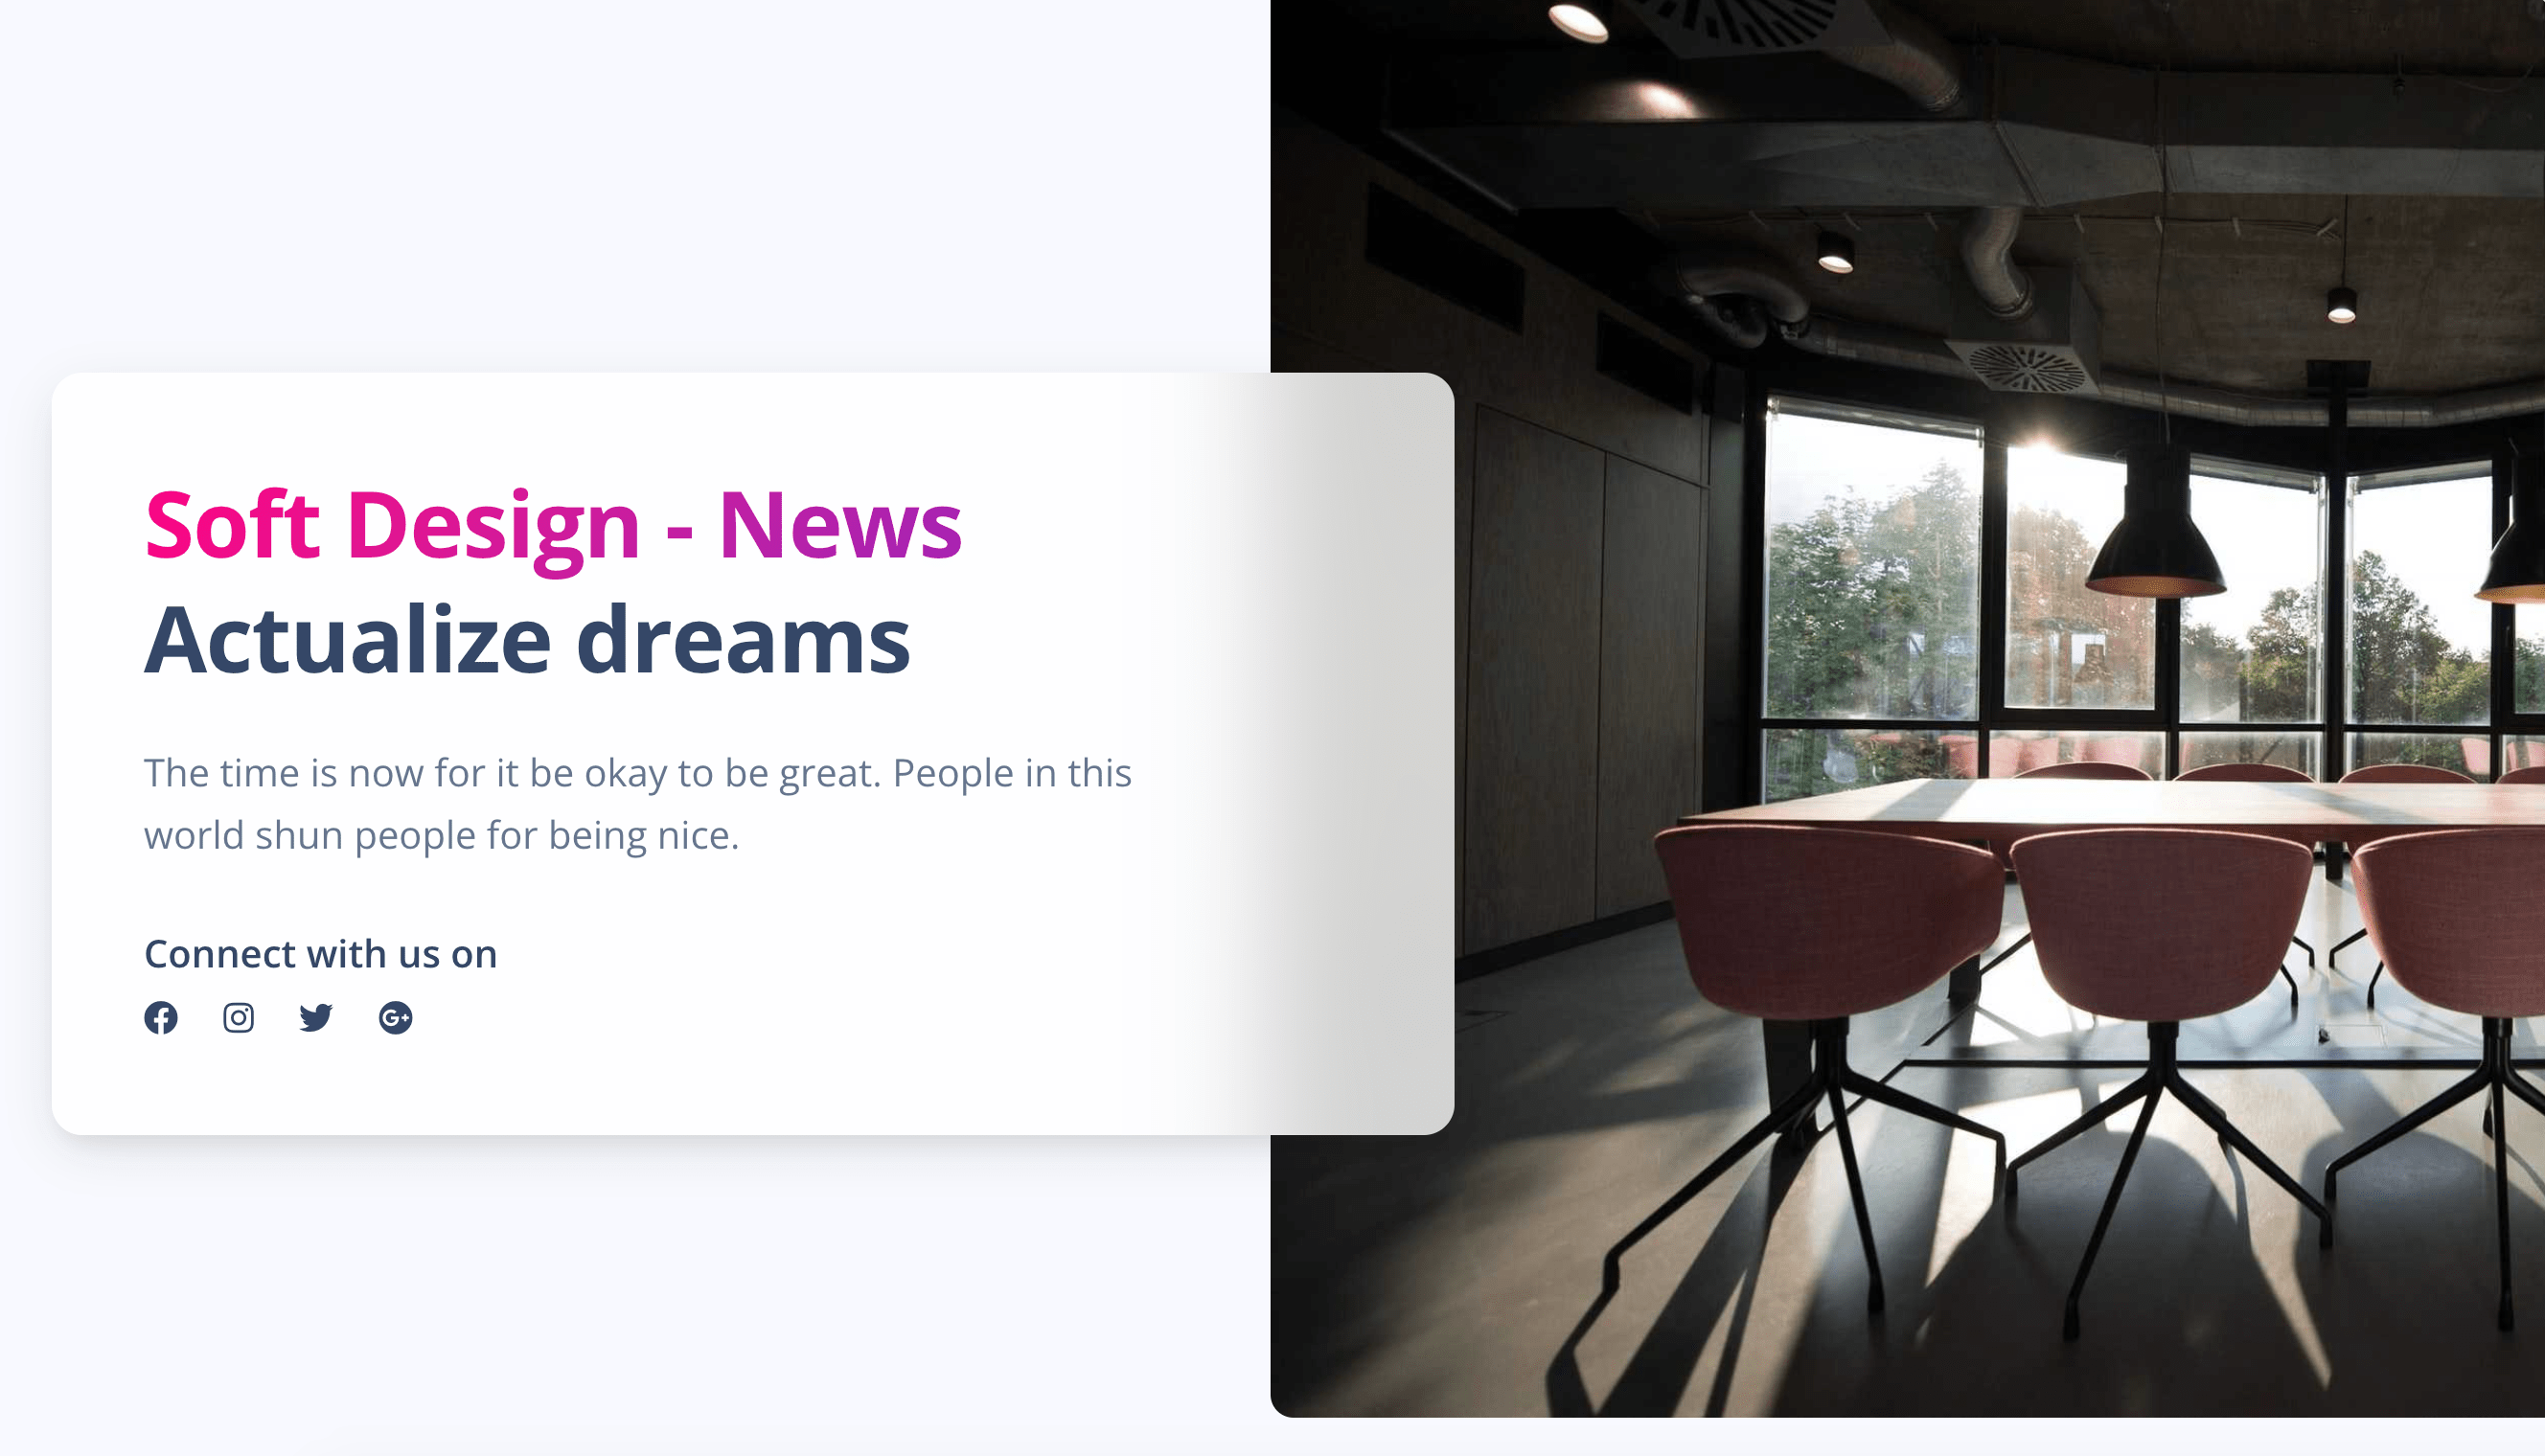 Soft Design - News
Actualize dreams
The time is now for it be okay to be great. People in this
world shun people for being nice.
Connect with us on
G+